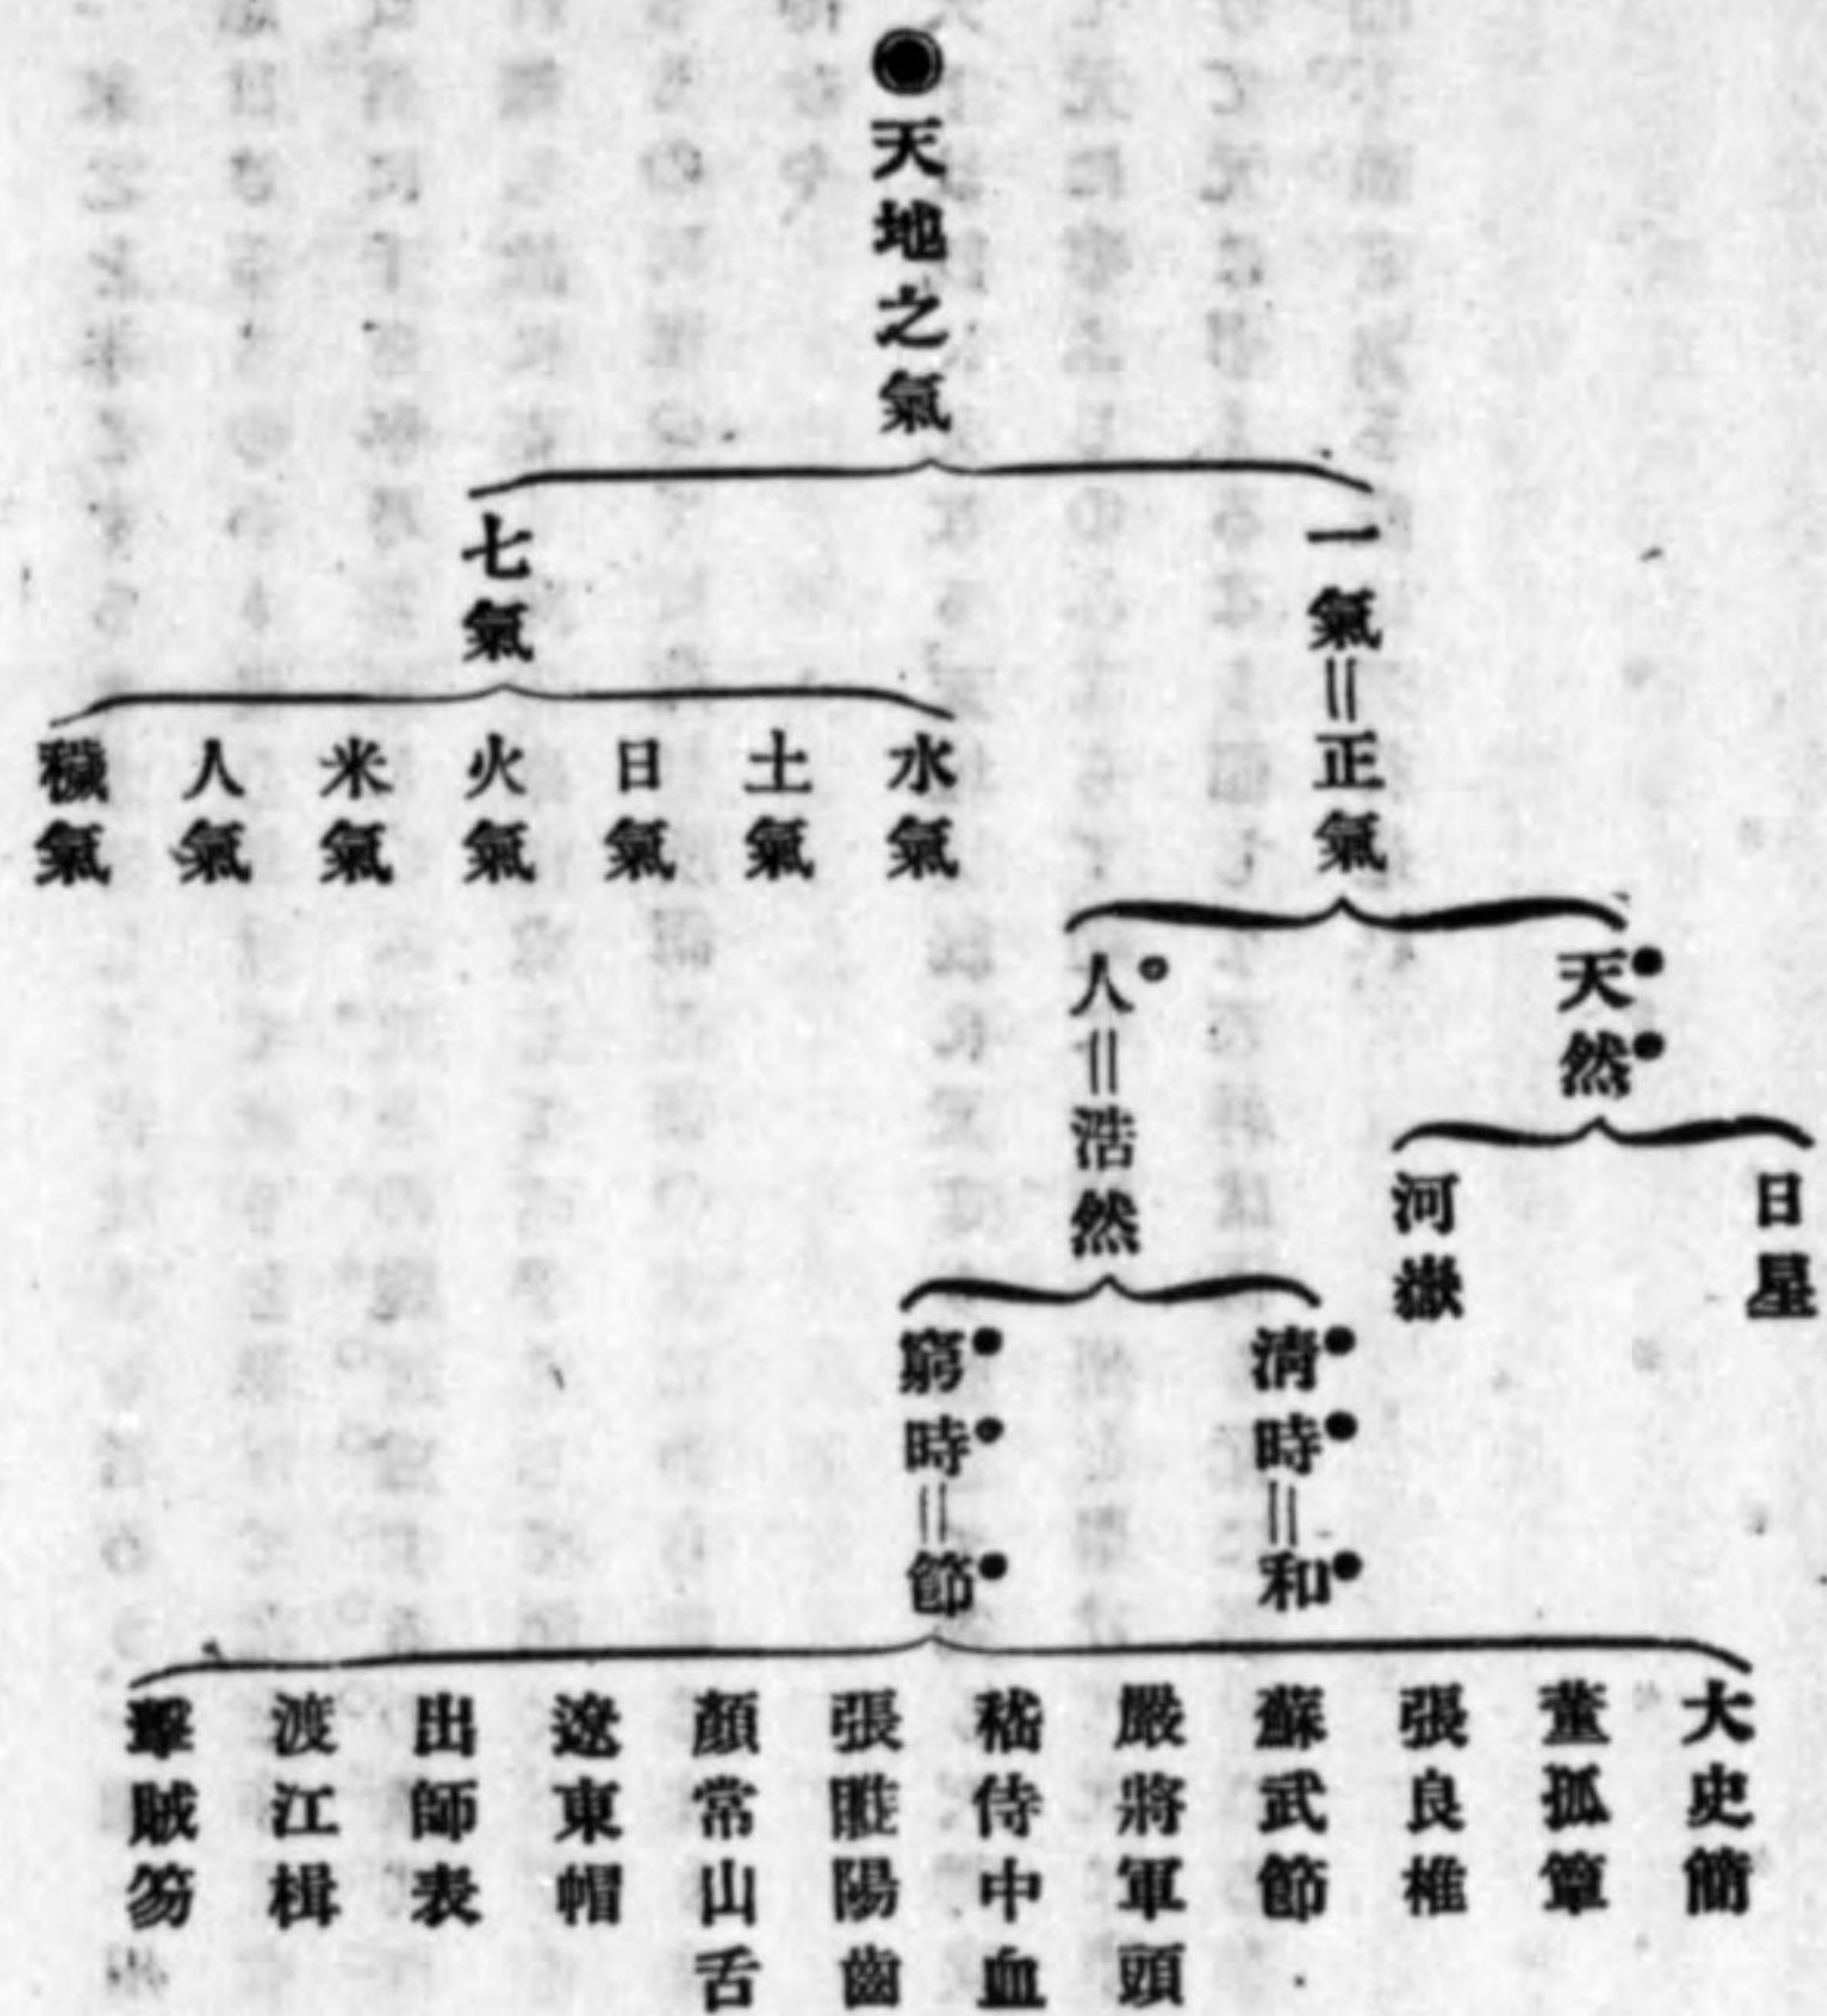 ●天地之氣
一氣＝正氣
天然
日星
河嶽
人＝浩然
清時＝和
窮時＝節
大史簡
董孤筆
張良椎
蘇武節
嚴將軍頭
嵇侍中血
張睢陽齒
顏常山舌
遼東帽
出師表
渡江楫
擊賊笏
七氣
水氣
土氣
日氣
火氣
米氣
人氣
穢氣